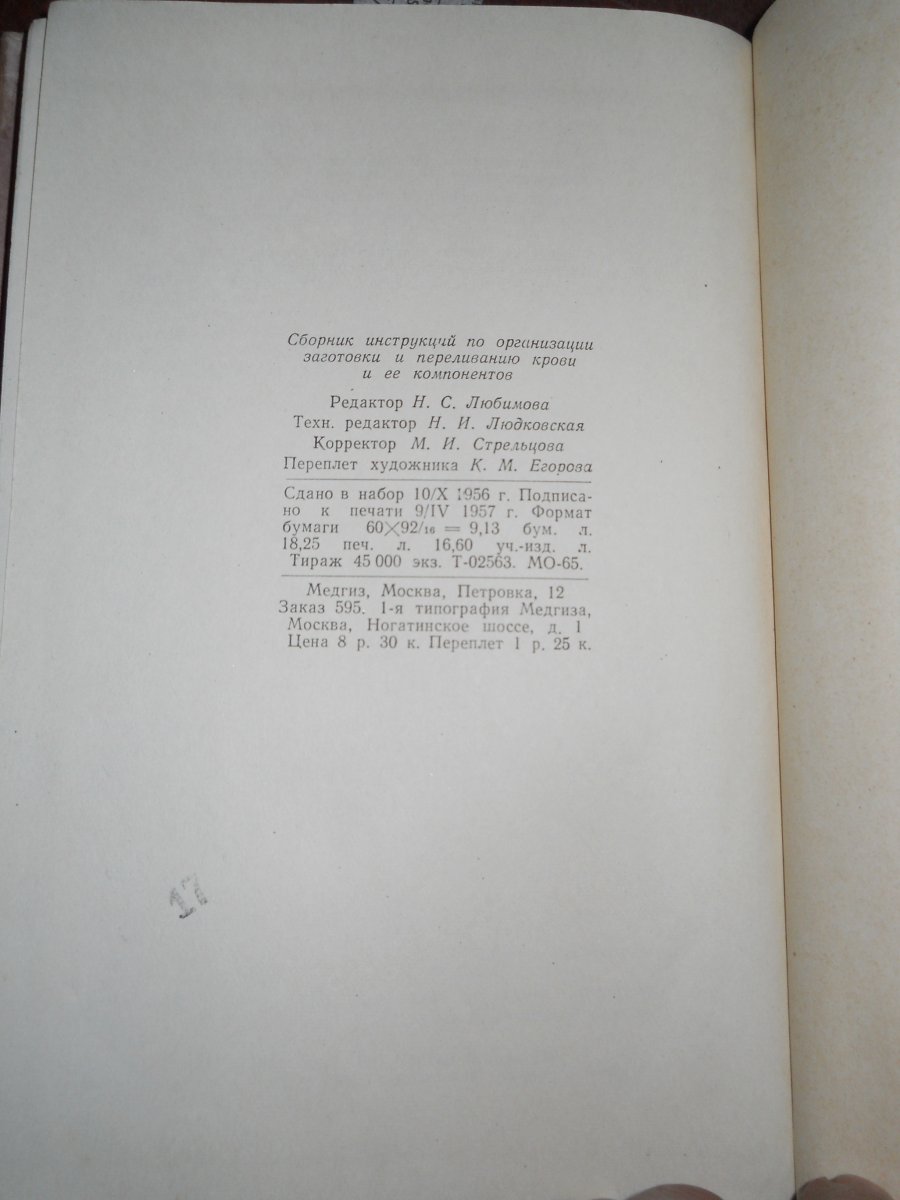 Сборник инструкций по организации
заготовки и переливанию крови
и ее компонентов
Редактор Н. С. Любимова
Техн. редактор Н. И. Людковская
Корректор М. И. Стрельцова
Переплет художника К. М. Егорова
Сдано в набор 10/X 1956 г. Подписа-
но к печати 9/IV 1957 г. Формат
бумаги 60×92/16 = 9,13 бум. л.
18,25 печ. л. 16,60 уч.-изд. л.
Тираж 45 000 экз. Т-02563. МО-65.
Медгиз, Москва, Петровка, 12
Заказ 595. 1-я типография Медгиза,
Москва, Ногатинское шоссе, д. 1
Цена 8 р. 30 к. Переплет 1 р. 25 к.
17